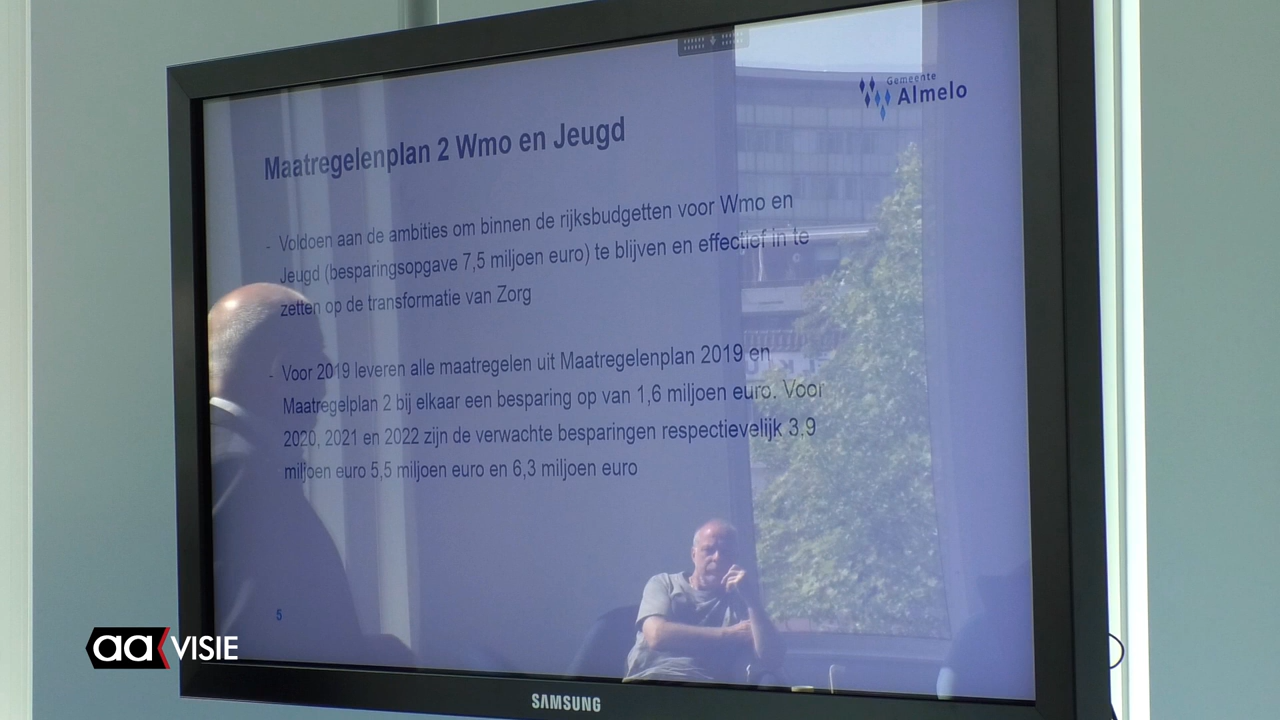 Gemeente
Almelo
Maatregelenplan 2 Wmo en Jeugd
- Voldoen aan de ambities om binnen de rijksbudgetten voor Wmo en
Jeugd (besparingsopgave 7,5 miljoen euro) te blijven en effectief in te
zetten op de transformatie van Zorg
- Voor 2019 leveren alle maatregelen uit Maatregelenplan 2019 en
Maatregelplan 2 bij elkaar een besparing op van 1,6 miljoen euro. Voor
2020, 2021 en 2022 zijn de verwachte besparingen respectievelijk 3,9
miljoen euro 5,5 miljoen euro en 6,3 miljoen euro
5
aa VISIE
SAMSUNG